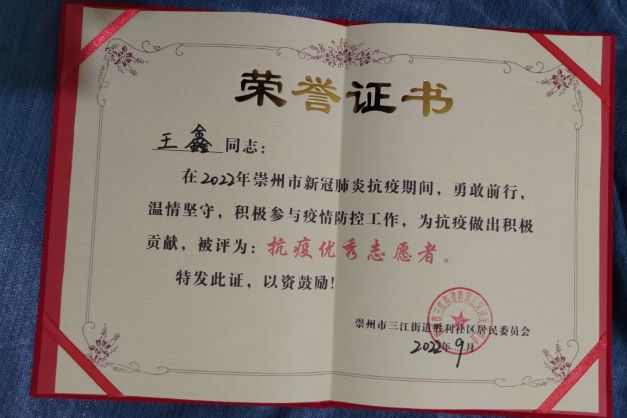 荣誉证书
王鑫 同志：
在2022年崇州市新冠肺炎抗疫期间，勇敢前行，
温情坚守，积极参与疫情防控工作，为抗疫做出积极
贡献，被评为：抗疫优秀志愿者。
特发此证，以资鼓励！
崇州市三江街道胜利社区居民委员会
2022年9月